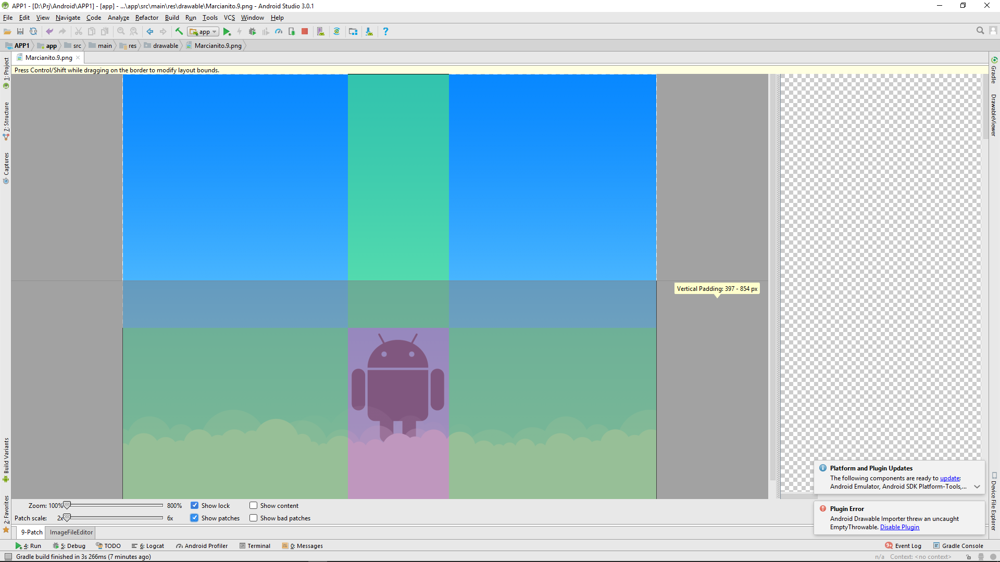 APP1 - [D:\Prj\Android\APP1] - [app] - ...\app\src\main\res\drawable\Marcianito.9.png - Android Studio 3.0.1
File Edit View Navigate Code Analyze Refactor Build Run Tools VCS Window Help
app
APP1 app src main res drawable Marcianito.9.png
Marcianito.9.png
Press Control/Shift while dragging on the border to modify layout bounds.
1: Project
7: Structure
Captures
Build Variants
2: Favorites
Gradle
DrawableViewer
Device File Explorer
Vertical Padding: 397 - 854 px
Platform and Plugin Updates
The following components are ready to update:
Android Emulator, Android SDK Platform-Tools,...
Plugin Error
Android Drawable Importer threw an uncaught
EmptyThrowable. Disable Plugin
Zoom: 100% 800% Show lock Show content
Patch scale: 2x 6x Show patches Show bad patches
9-Patch ImageFileEditor
4: Run 5: Debug TODO 6: Logcat Android Profiler Terminal 0: Messages 9+ Event Log Gradle Console
Gradle build finished in 3s 266ms (7 minutes ago) n/a Context: <no context>